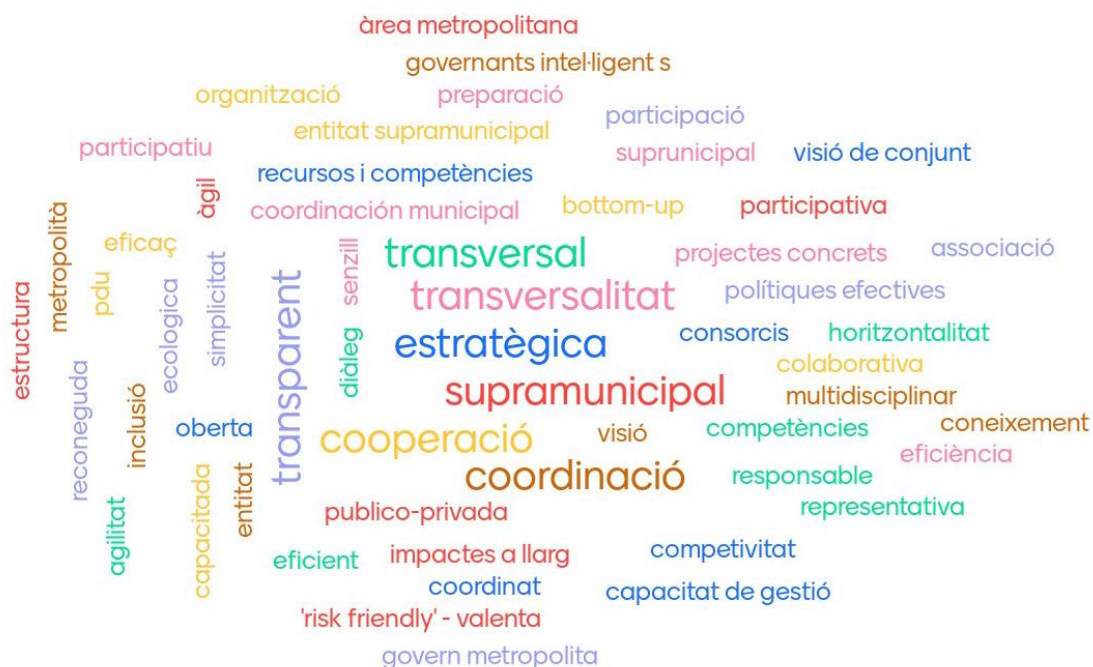 àrea metropolitana
governants intel·ligent s
organització
preparació
participació
entitat supramunicipal
participatiu
suprunicipal
visió de conjunt
recursos i competències
àgil
coordinación municipal
bottom-up
participativa
metropolità
eficaç
transversal
projectes concrets
associació
senzill
simplicitat
pdu
ecologica
transparent
transversalitat
polítiques efectives
estructura
estratègica
consorcis
horitzontalitat
diàleg
colaborativa
supramunicipal
multidisciplinar
reconeguda
inclusió
oberta
cooperació
visió
competències
coneixement
eficiència
coordinació
responsable
capacitada
entitat
representativa
publico-privada
agilitat
eficient
impactes a llarg
competivitat
coordinat
capacitat de gestió
'risk friendly' - valenta
govern metropolita